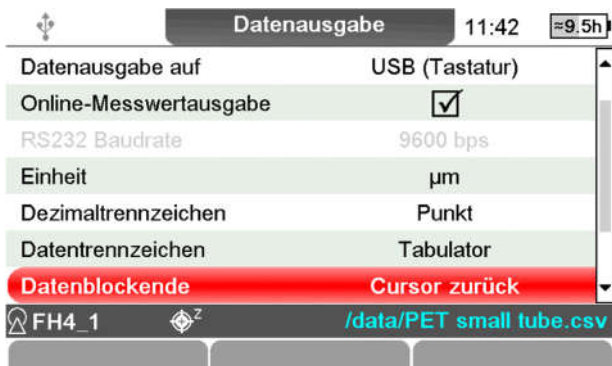 Datenausgabe 11:42 ≈9.5h
Datenausgabe auf USB (Tastatur)
Online-Messwertausgabe
RS232 Baudrate 9600 bps
Einheit µm
Dezimaltrennzeichen Punkt
Datentrennzeichen Tabulator
Datenblockende Cursor zurück
FH4_1 Z /data/PET small tube.csv